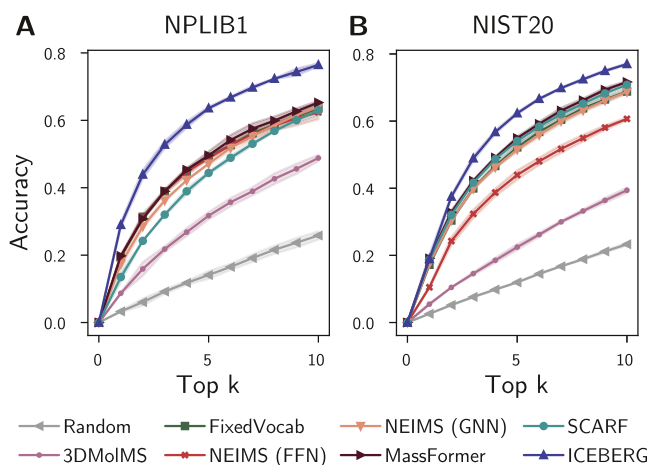 A NPLIB1 B NIST20
0.8 0.8
0.6 0.6
0.4 0.4
0.2 0.2
0.0 0.0
Accuracy
0 5 10 0 5 10
Top k Top k
Random FixedVocab NEIMS (GNN) SCARF
3DMolMS NEIMS (FFN) MassFormer ICEBERG